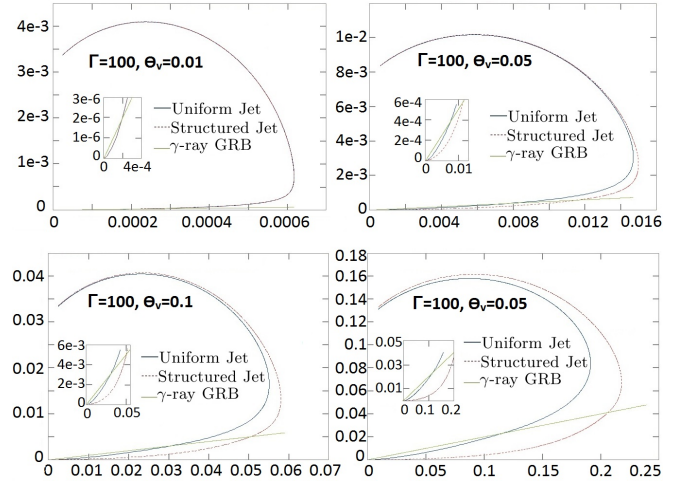 4e-3
Γ=100, Θv=0.01
3e-3
3e-6
2e-6
1e-6
0
0 4e-4
Uniform Jet
Structured Jet
γ-ray GRB
2e-3
1e-3
0
0 0.0002 0.0004 0.0006
1e-2
Γ=100, Θv=0.05
8e-3
6e-3
6e-4
4e-4
2e-4
0
0 0.01
Uniform Jet
Structured Jet
γ-ray GRB
4e-3
2e-3
0
0 0.004 0.008 0.012 0.016
0.04
Γ=100, Θv=0.1
0.03
6e-3
4e-3
2e-3
0
0 0.05
Uniform Jet
Structured Jet
γ-ray GRB
0.02
0.01
0
0 0.01 0.02 0.03 0.04 0.05 0.06 0.07
0.18
0.16
Γ=100, Θv=0.05
0.14
0.12
0.05
0.03
0.01
0 0.1 0.2
Uniform Jet
Structured Jet
γ-ray GRB
0.10
0.08
0.06
0.04
0.02
0
0 0.05 0.1 0.15 0.2 0.25